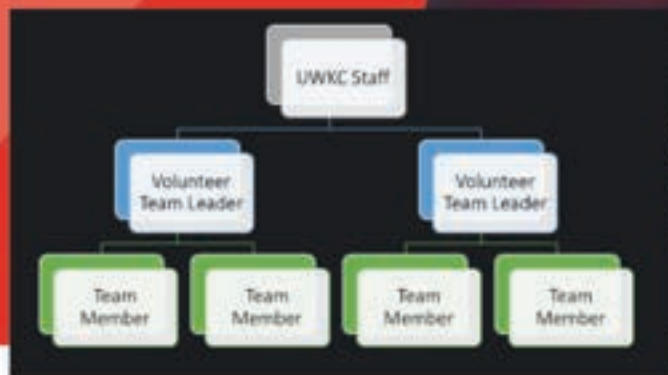 UWKC Staff
Volunteer
Team Leader
Volunteer
Team Leader
Team
Member
Team
Member
Team
Member
Team
Member